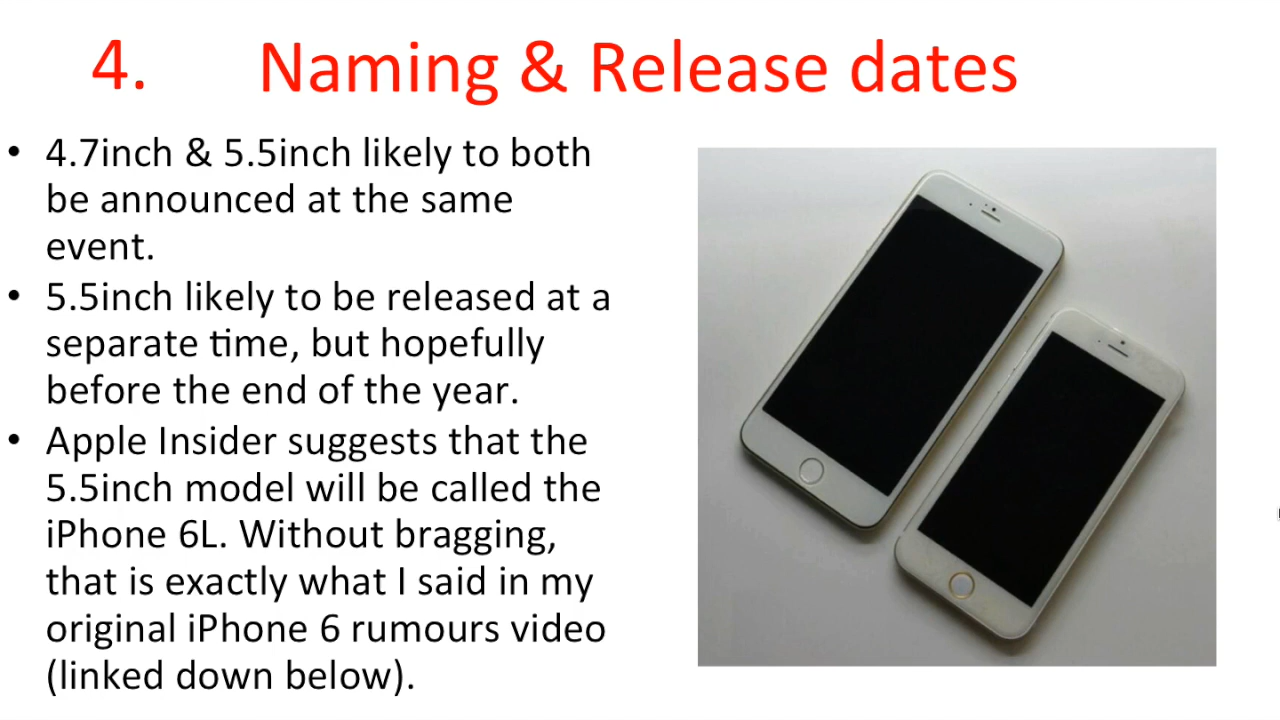 4. Naming & Release dates
• 4.7inch & 5.5inch likely to both
be announced at the same
event.
• 5.5inch likely to be released at a
separate time, but hopefully
before the end of the year.
• Apple Insider suggests that the
5.5inch model will be called the
iPhone 6L. Without bragging,
that is exactly what I said in my
original iPhone 6 rumours video
(linked down below).